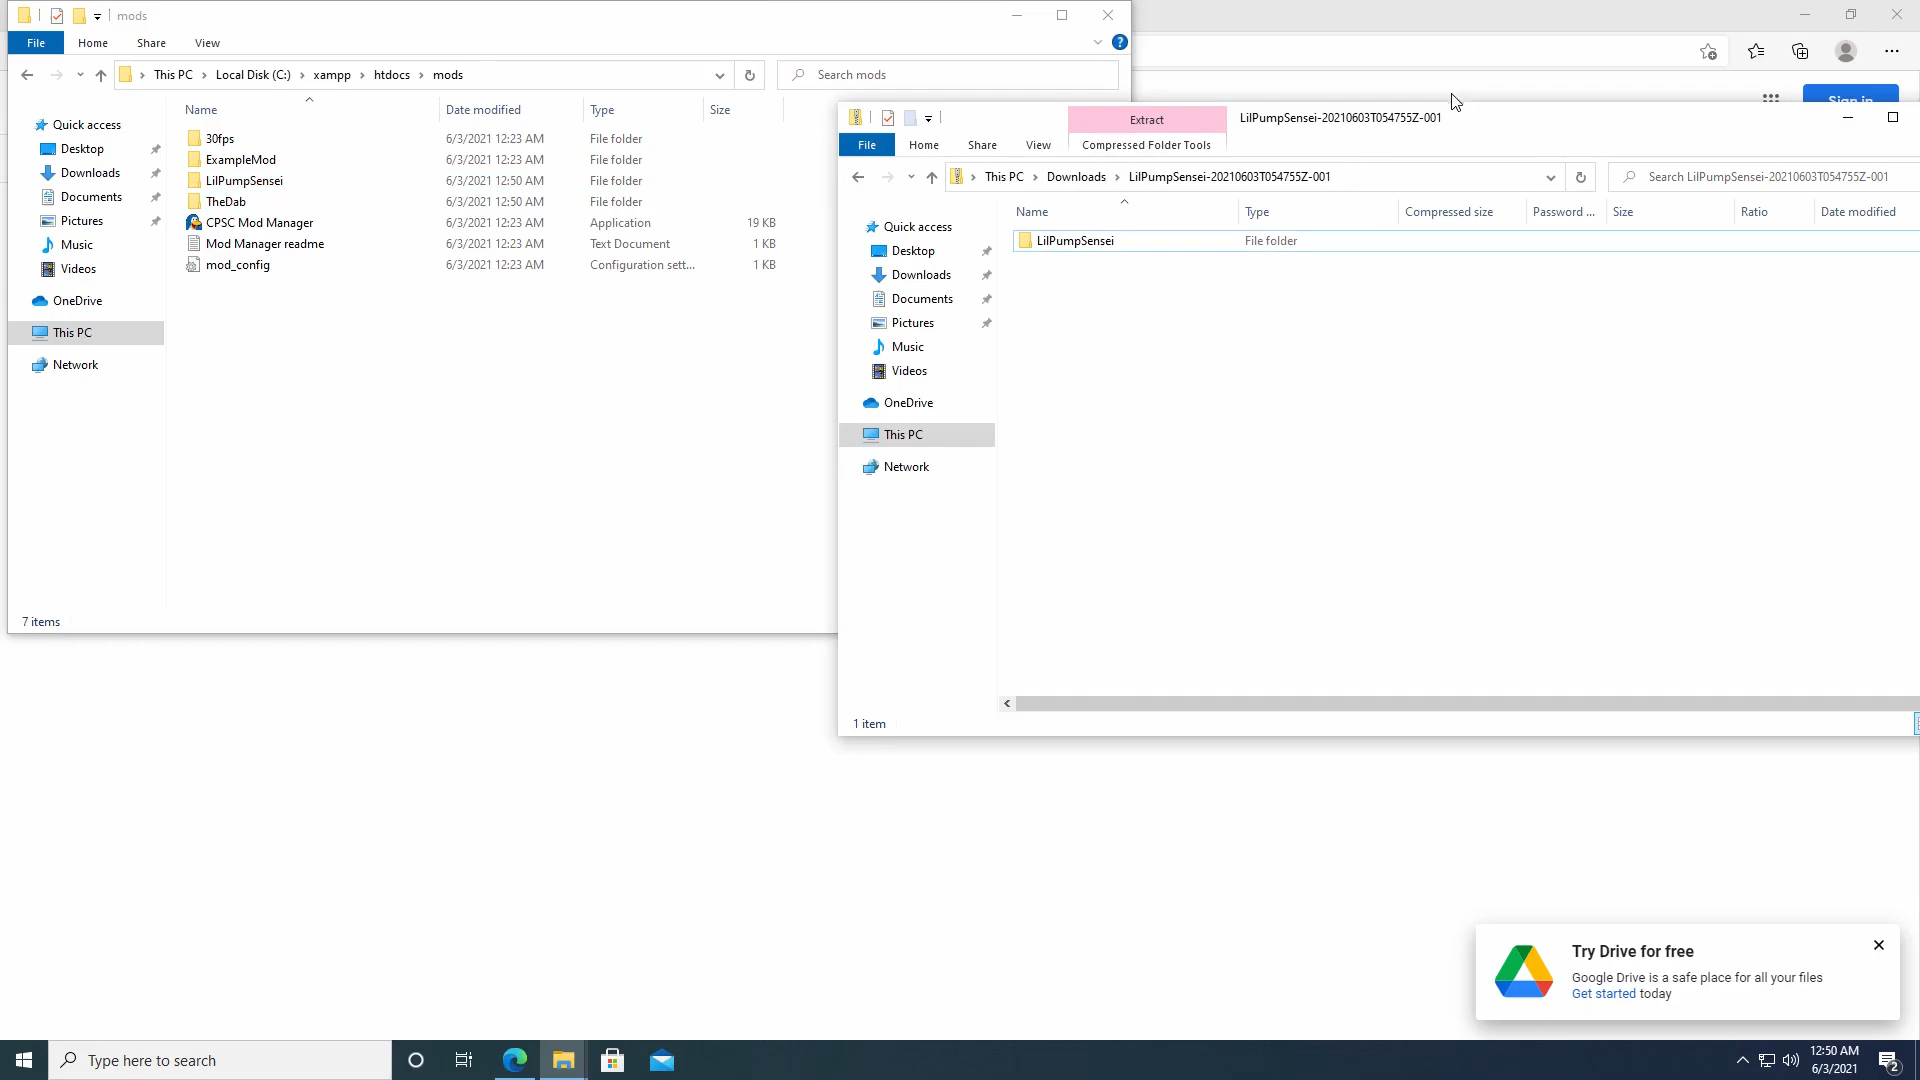 mods
File Home Share View
This PC Local Disk (C:) xampp htdocs mods
Search mods
Name Date modified Type Size
Quick access
Desktop
Downloads
Documents
Pictures
Music
Videos
OneDrive
This PC
Network
30fps 6/3/2021 12:23 AM File folder
ExampleMod 6/3/2021 12:23 AM File folder
LilPumpSensei 6/3/2021 12:50 AM File folder
TheDab 6/3/2021 12:50 AM File folder
CPSC Mod Manager 6/3/2021 12:23 AM Application 19 KB
Mod Manager readme 6/3/2021 12:23 AM Text Document 1 KB
mod_config 6/3/2021 12:23 AM Configuration sett... 1 KB
7 items
Sign in
Extract
LilPumpSensei-20210603T054755Z-001
File Home Share View Compressed Folder Tools
This PC Downloads LilPumpSensei-20210603T054755Z-001
Search LilPumpSensei-20210603T054755Z-001
Name Type Compressed size Password ... Size Ratio Date modified
Quick access
Desktop
Downloads
Documents
Pictures
Music
Videos
OneDrive
This PC
Network
LilPumpSensei File folder
1 item
Try Drive for free
Google Drive is a safe place for all your files
Get started today
Type here to search
12:50 AM
6/3/2021
2